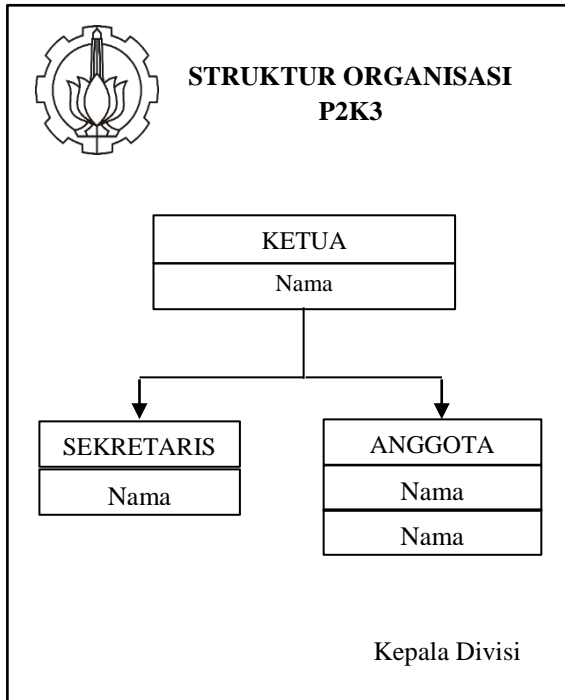 STRUKTUR ORGANISASI
P2K3
KETUA
Nama
SEKRETARIS
Nama
ANGGOTA
Nama
Nama
Kepala Divisi